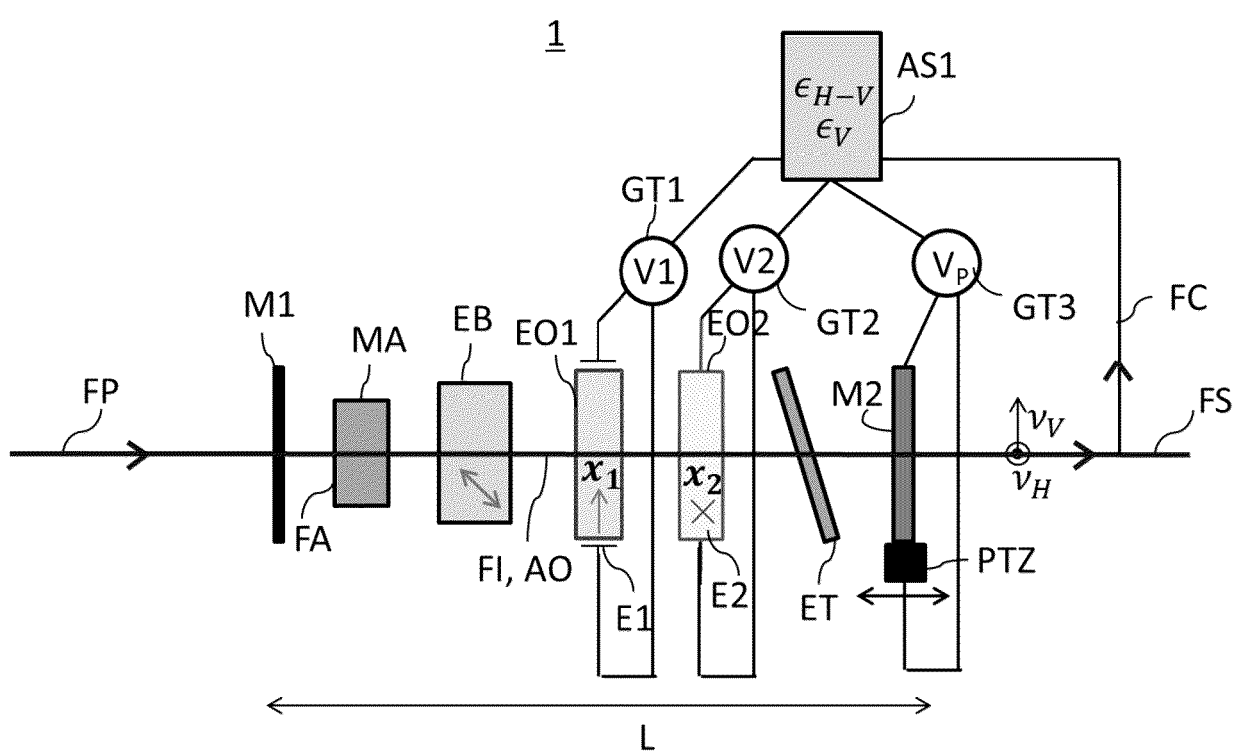 1
AS1
ϵ_{H−V}
ϵ_V
GT1
V1
V2
V_P
M1
MA
EB
EO1
EO2
GT2
GT3
FC
FP
M2
FS
ν_V
x_1
x_2
ν_H
FA
FI, AO
E1
E2
ET
PTZ
L